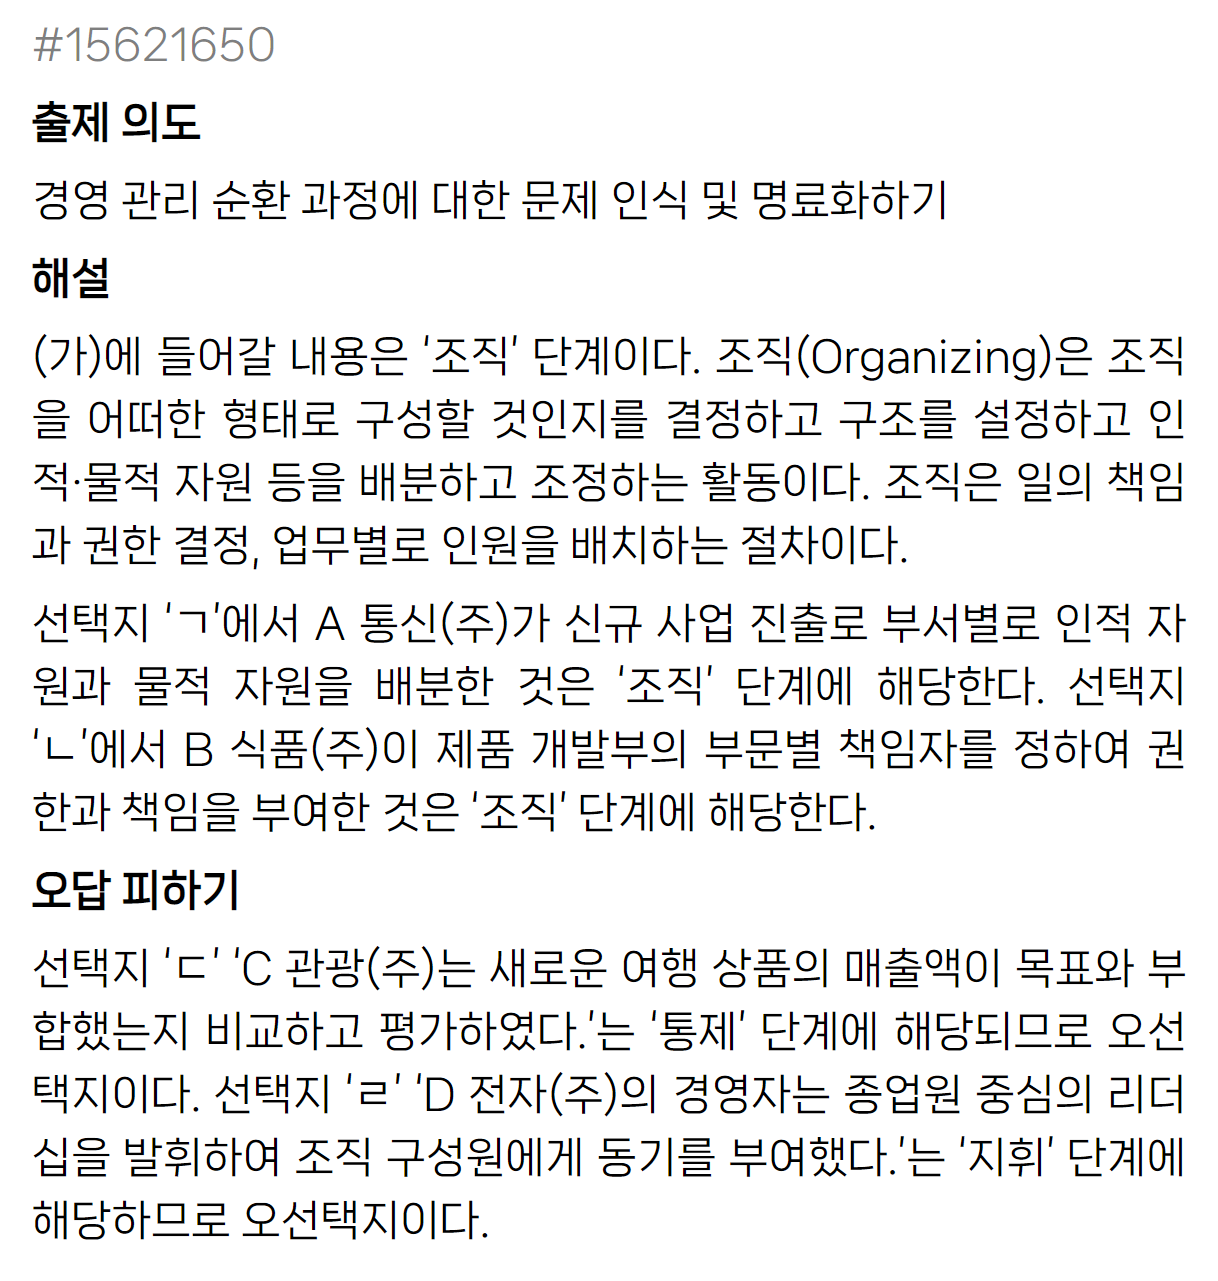 #15621650
출제 의도
경영 관리 순환 과정에 대한 문제 인식 및 명료화하기
해설
(가)에 들어갈 내용은 '조직' 단계이다. 조직(Organizing)은 조직
을 어떠한 형태로 구성할 것인지를 결정하고 구조를 설정하고 인
적·물적 자원 등을 배분하고 조정하는 활동이다. 조직은 일의 책임
과 권한 결정, 업무별로 인원을 배치하는 절차이다.
선택지 'ㄱ'에서 A 통신(주)가 신규 사업 진출로 부서별로 인적 자
원과 물적 자원을 배분한 것은 '조직' 단계에 해당한다. 선택지
'ㄴ'에서 B 식품(주)이 제품 개발부의 부문별 책임자를 정하여 권
한과 책임을 부여한 것은 '조직' 단계에 해당한다.
오답 피하기
선택지 'ㄷ' 'C 관광(주)는 새로운 여행 상품의 매출액이 목표와 부
합했는지 비교하고 평가하였다.'는 '통제' 단계에 해당되므로 오선
택지이다. 선택지 'ㄹ' 'D 전자(주)의 경영자는 종업원 중심의 리더
십을 발휘하여 조직 구성원에게 동기를 부여했다.'는 '지휘' 단계에
해당하므로 오선택지이다.